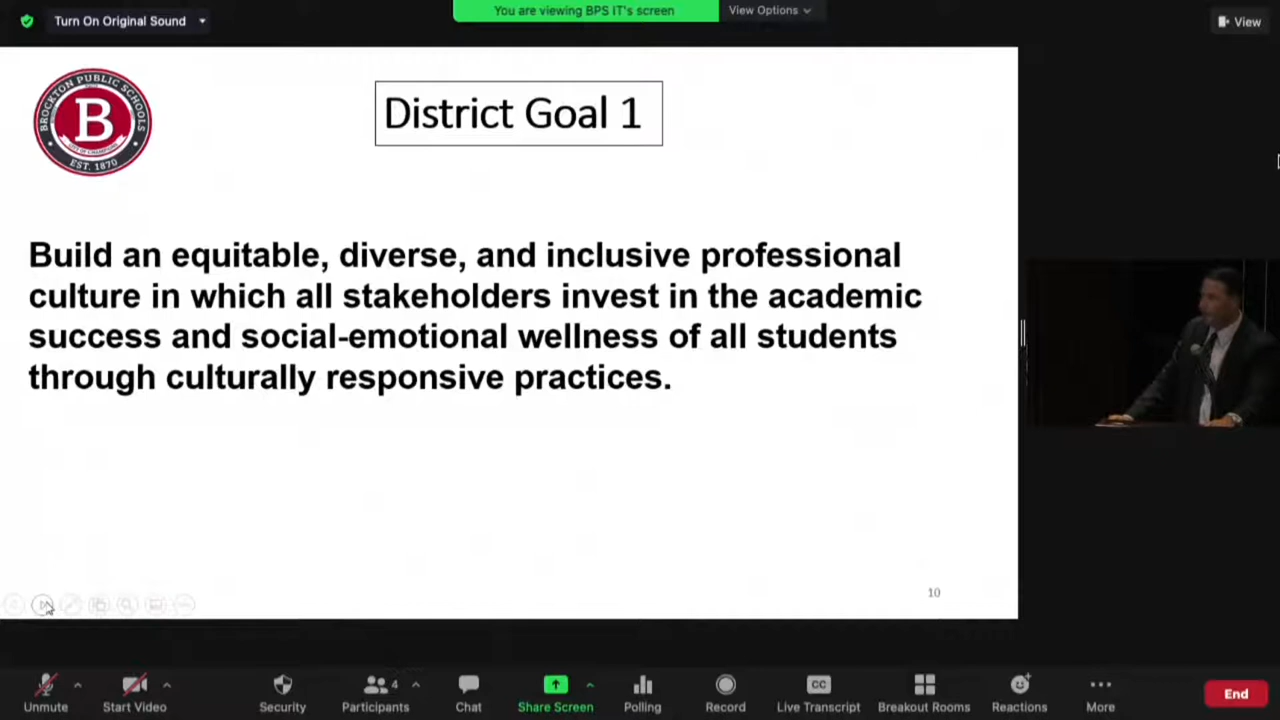 Turn On Original Sound
You are viewing BPS IT's screen
View Options
View
BROCKTON PUBLIC SCHOOLS
B
CITY OF CHAMPIONS
EST. 1870
District Goal 1
Build an equitable, diverse, and inclusive professional
culture in which all stakeholders invest in the academic
success and social-emotional wellness of all students
through culturally responsive practices.
10
Unmute
Start Video
Security
4
Participants
Chat
Share Screen
Polling
Record
CC
Live Transcript
Breakout Rooms
Reactions
More
End